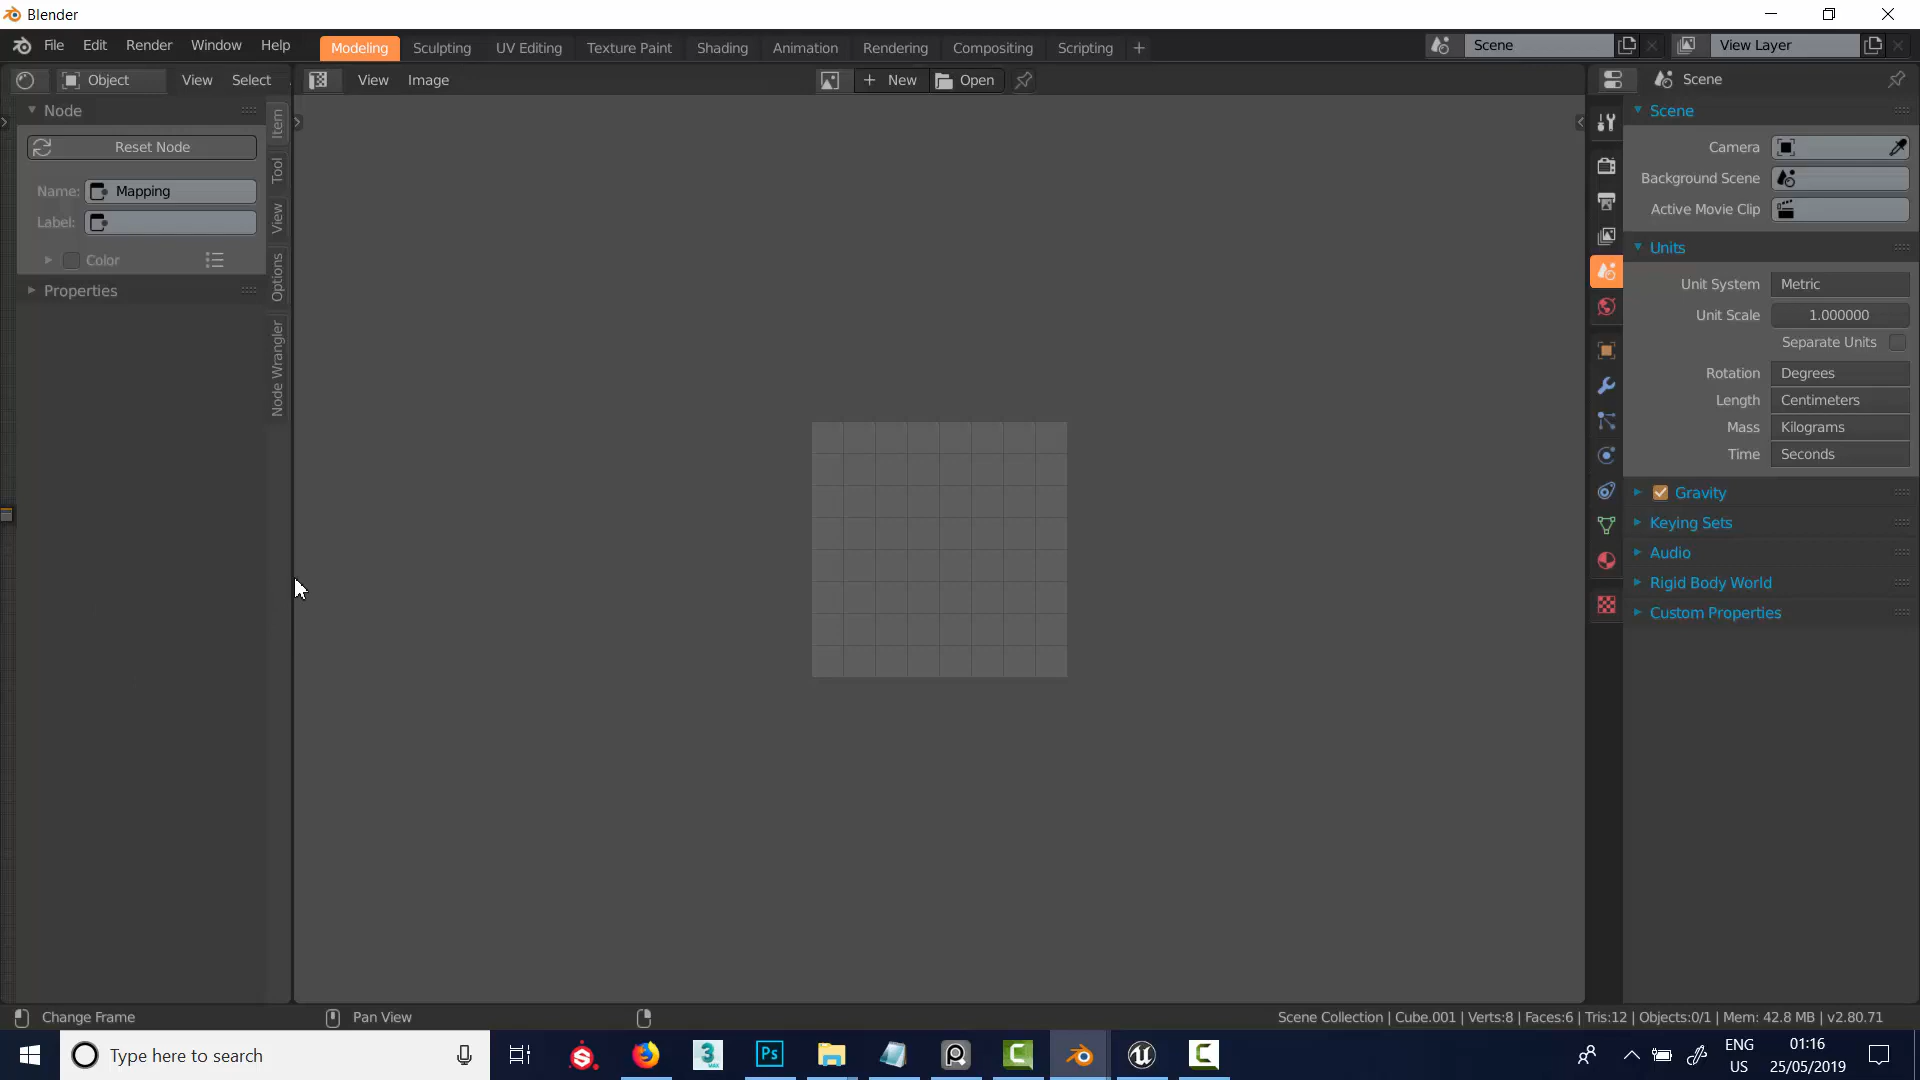 Blender
File Edit Render Window Help
Modeling Sculpting UV Editing Texture Paint Shading Animation Rendering Compositing Scripting +
Scene
View Layer
Object View Select
View Image
New Open
Scene
Node
Reset Node
Name: Mapping
Label:
Color
Properties
Item
Tool
View
Options
Node Wrangler
Scene
Camera
Background Scene
Active Movie Clip
Units
Unit System Metric
Unit Scale 1.000000
Separate Units
Rotation Degrees
Length Centimeters
Mass Kilograms
Time Seconds
Gravity
Keying Sets
Audio
Rigid Body World
Custom Properties
Change Frame
Pan View
Scene Collection | Cube.001 | Verts:8 | Faces:6 | Tris:12 | Objects:0/1 | Mem: 42.8 MB | v2.80.71
Type here to search
S
3
MAX
Ps
ENG
US
01:16
25/05/2019